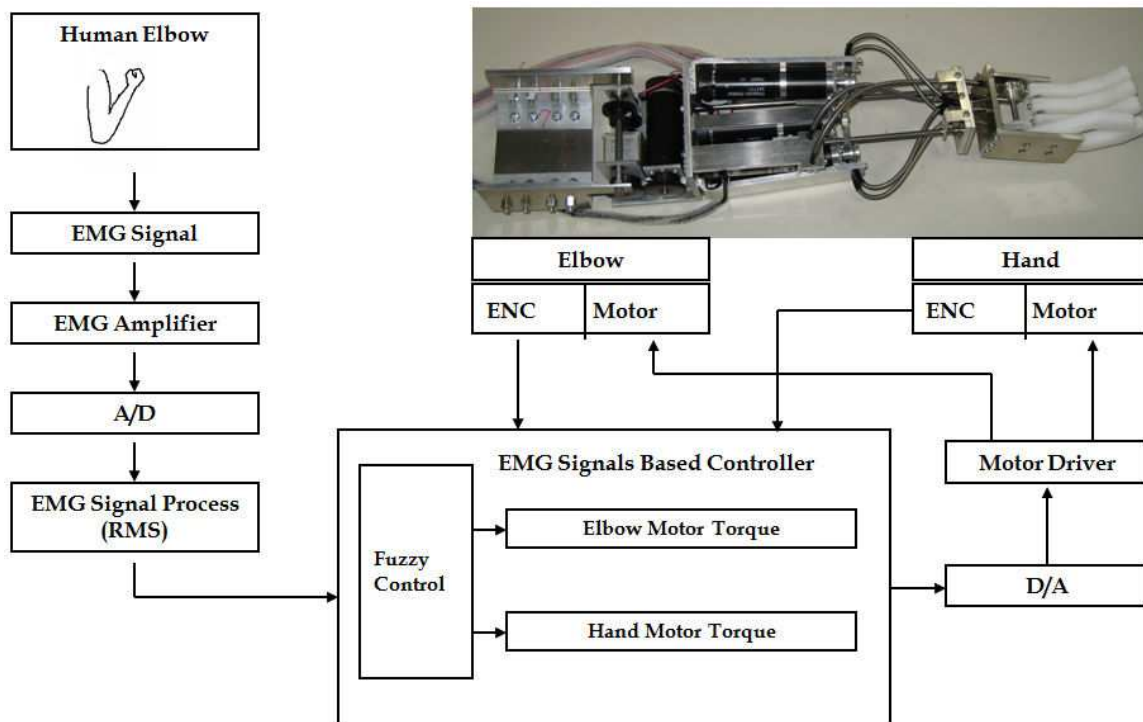 Human Elbow
EMG Signal
EMG Amplifier
A/D
EMG Signal Process
(RMS)
Elbow
ENC
Motor
Hand
ENC
Motor
EMG Signals Based Controller
Fuzzy
Control
Elbow Motor Torque
Hand Motor Torque
Motor Driver
D/A